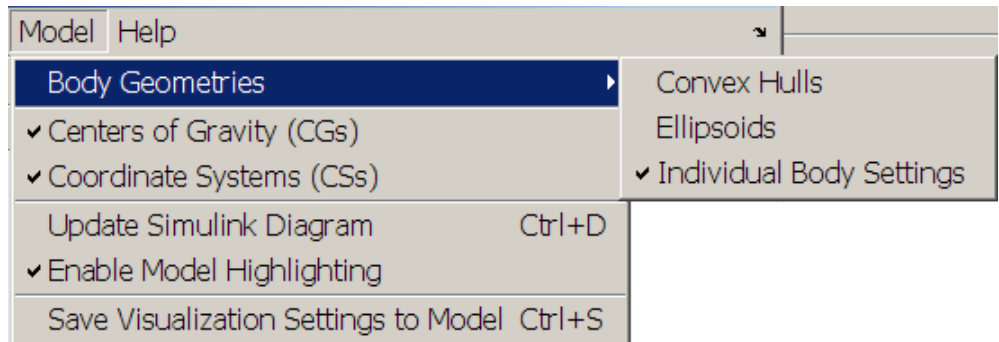 Model Help
Body Geometries
Centers of Gravity (CGs)
Coordinate Systems (CSs)
Update Simulink Diagram Ctrl+D
Enable Model Highlighting
Save Visualization Settings to Model Ctrl+S
Convex Hulls
Ellipsoids
Individual Body Settings